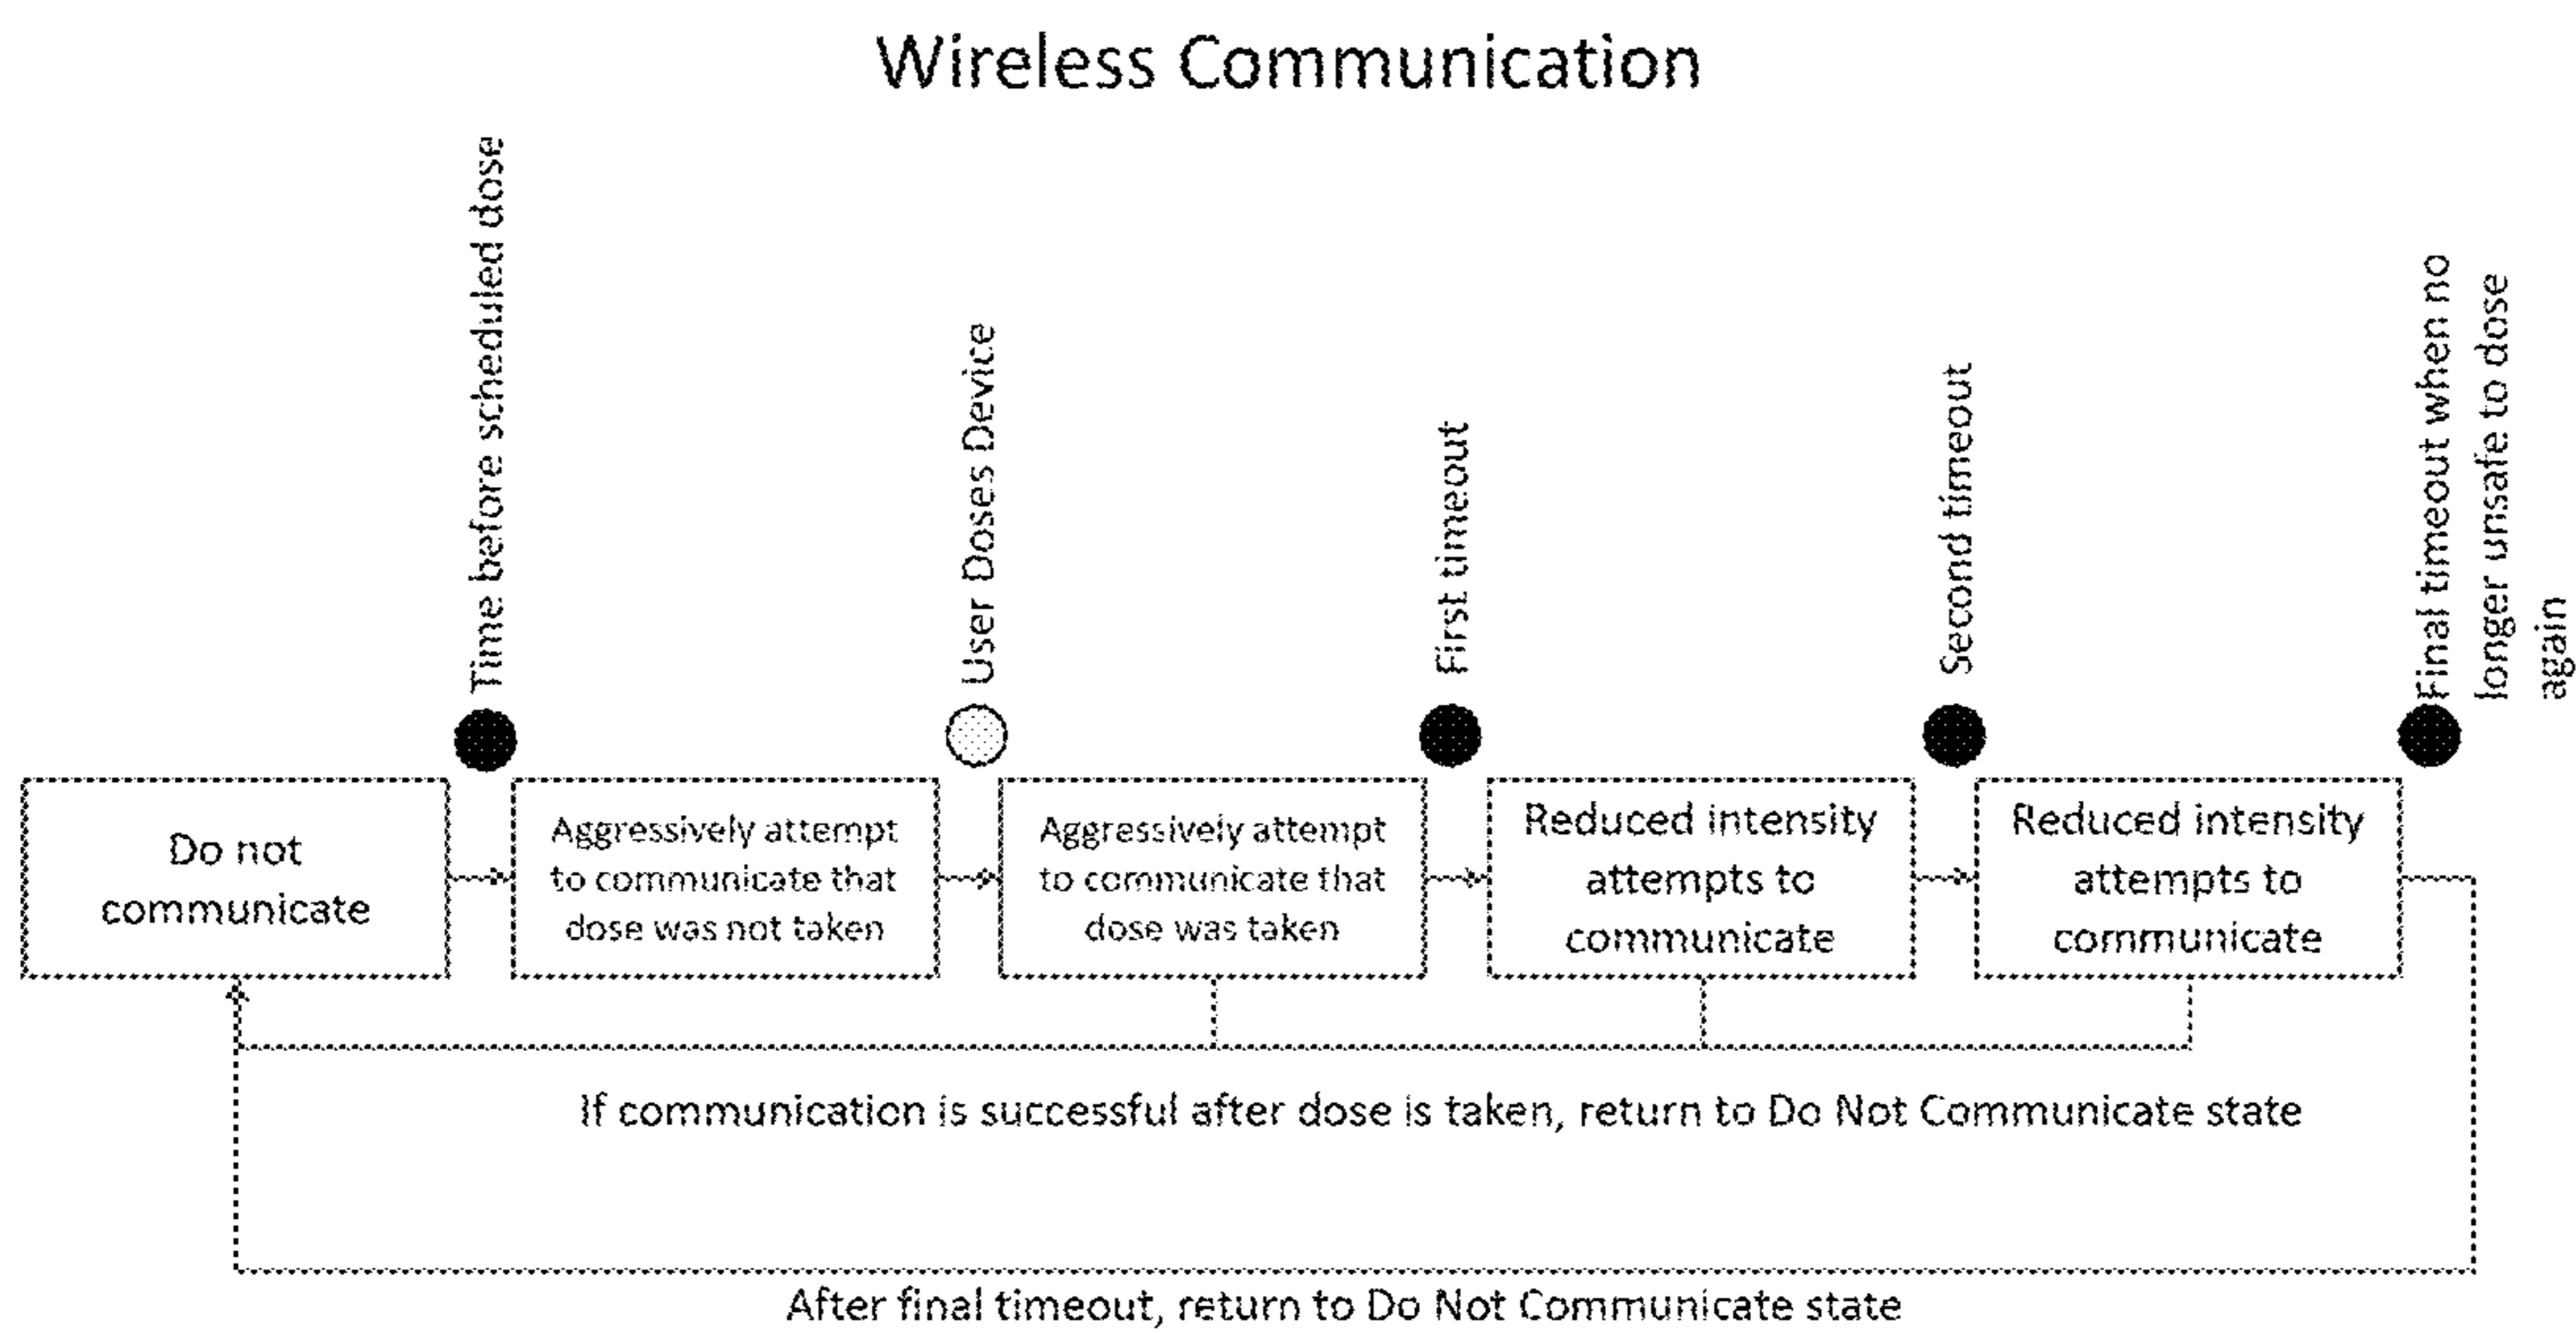 Wireless Communication
Time before scheduled dose
User Doses Device
First timeout
Second timeout
Final timeout when no
longer unsafe to dose
again
Do not
communicate
Aggressively attempt
to communicate that
dose was not taken
Aggressively attempt
to communicate that
dose was taken
Reduced intensity
attempts to
communicate
Reduced intensity
attempts to
communicate
If communication is successful after dose is taken, return to Do Not Communicate state
After final timeout, return to Do Not Communicate state